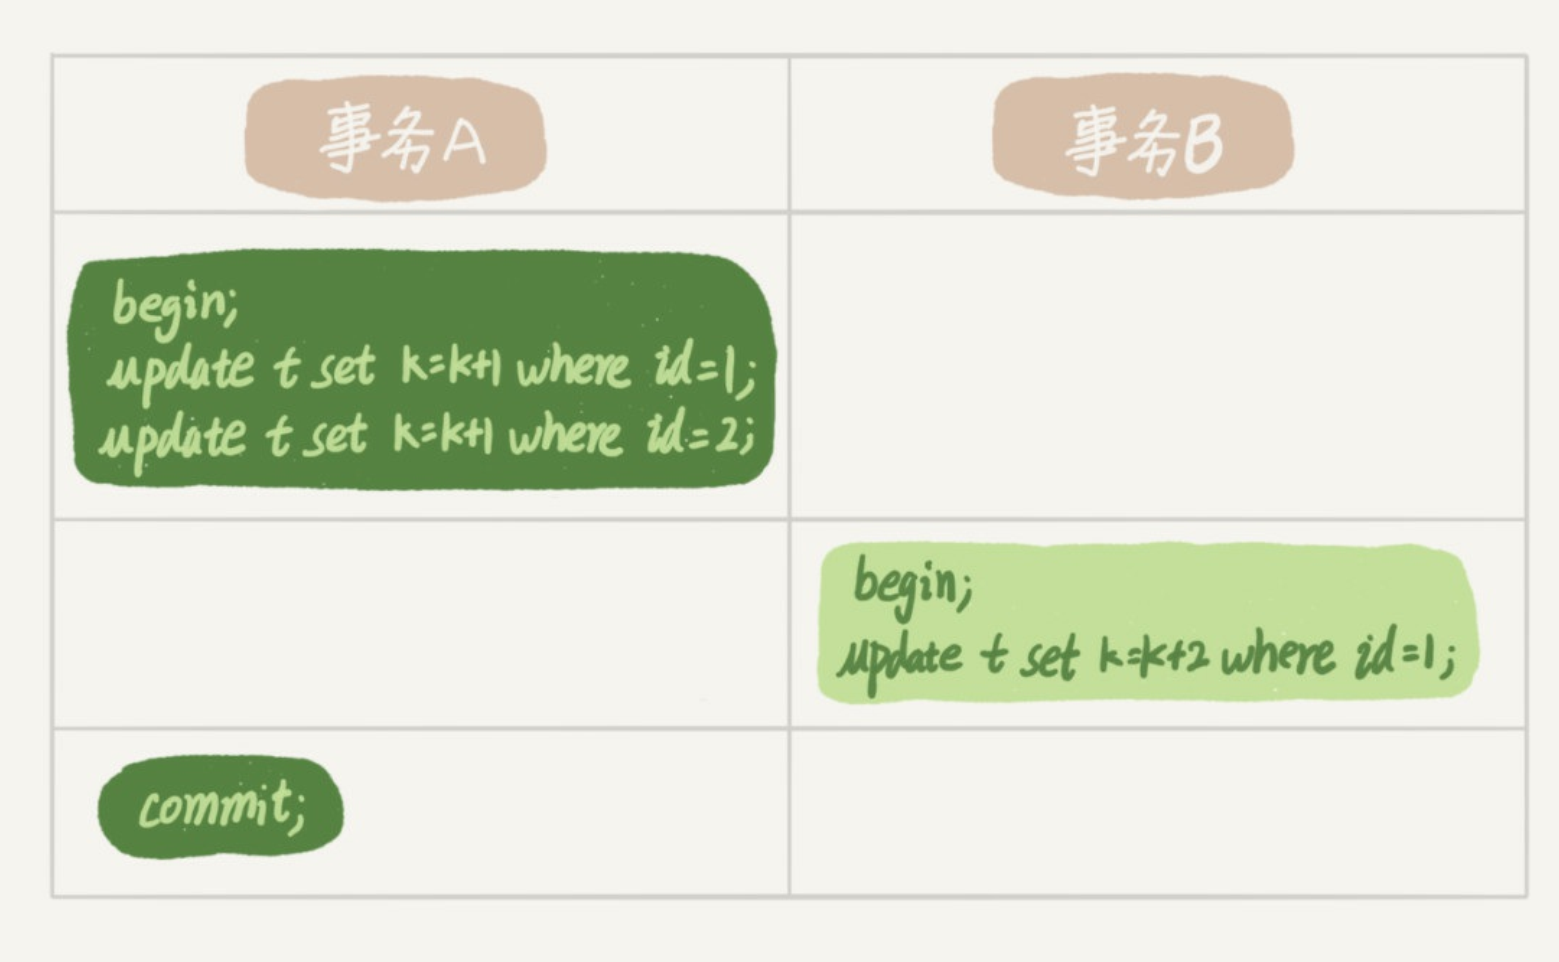 事务A
事务B
begin;
update t set k=k+1 where id=1;
update t set k=k+1 where id=2;
begin;
update t set k=k+2 where id=1;
commit;